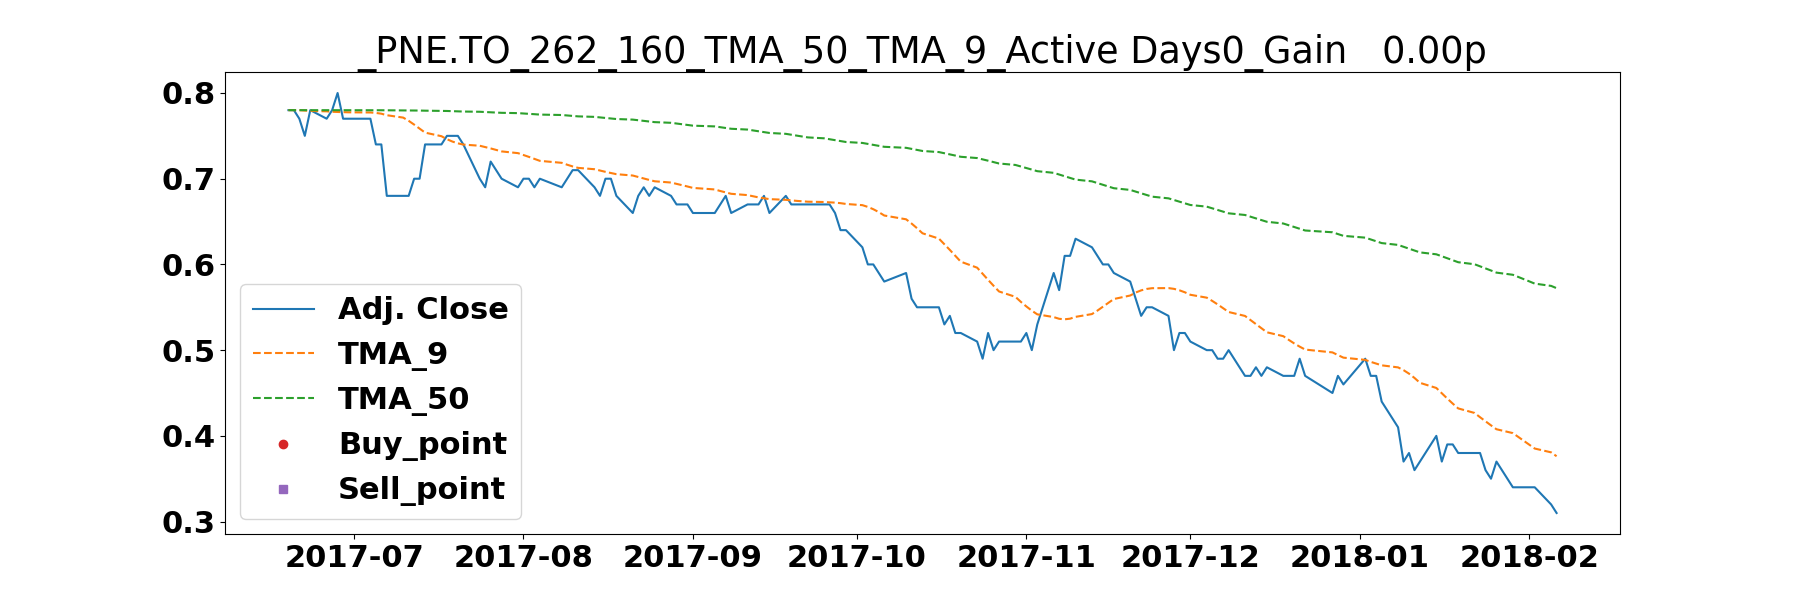 _PNE.TO_262_160_TMA_50_TMA_9_Active Days0_Gain   0.00p
0.8
0.7
0.6
0.5
0.4
0.3
Adj. Close
TMA_9
TMA_50
Buy_point
Sell_point
2017-07 2017-08 2017-09 2017-10 2017-11 2017-12 2018-01 2018-02